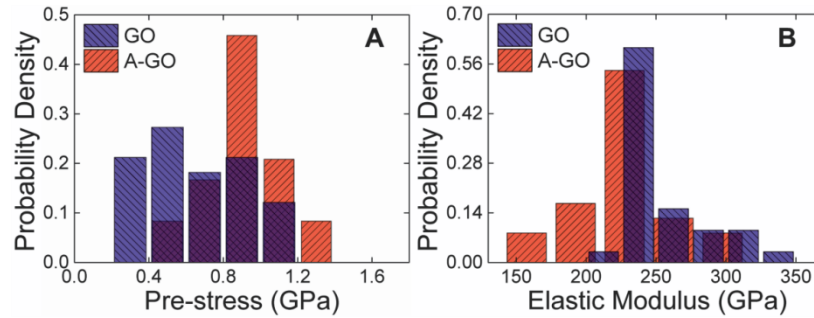 A
GO
A-GO
Probability Density
0.5
0.4
0.3
0.2
0.1
0.0
0.0 0.4 0.8 1.2 1.6
Pre-stress (GPa)
B
GO
A-GO
Probability Density
0.70
0.56
0.42
0.28
0.14
0.00
150 200 250 300 350
Elastic Modulus (GPa)